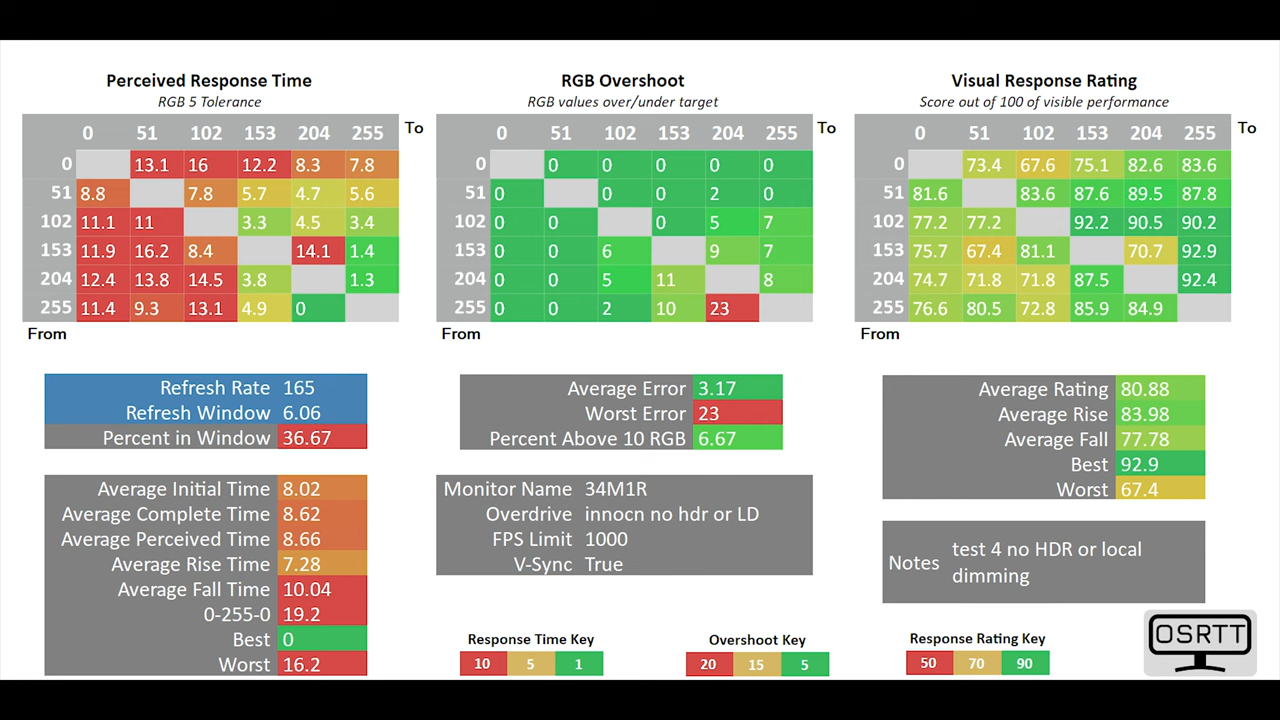 Perceived Response Time
RGB 5 Tolerance
0 51 102 153 204 255 To
0 13.1 16 12.2 8.3 7.8
51 8.8 7.8 5.7 4.7 5.6
102 11.1 11 3.3 4.5 3.4
153 11.9 16.2 8.4 14.1 1.4
204 12.4 13.8 14.5 3.8 1.3
255 11.4 9.3 13.1 4.9 0
From
RGB Overshoot
RGB values over/under target
0 51 102 153 204 255 To
0 0 0 0 0 0
51 0 0 0 2 0
102 0 0 0 5 7
153 0 0 6 9 7
204 0 0 5 11 8
255 0 0 2 10 23
From
Visual Response Rating
Score out of 100 of visible performance
0 51 102 153 204 255 To
0 73.4 67.6 75.1 82.6 83.6
51 81.6 83.6 87.6 89.5 87.8
102 77.2 77.2 92.2 90.5 90.2
153 75.7 67.4 81.1 70.7 92.9
204 74.7 71.8 71.8 87.5 92.4
255 76.6 80.5 72.8 85.9 84.9
From
Refresh Rate 165
Refresh Window 6.06
Percent in Window 36.67
Average Initial Time 8.02
Average Complete Time 8.62
Average Perceived Time 8.66
Average Rise Time 7.28
Average Fall Time 10.04
0-255-0 19.2
Best 0
Worst 16.2
Average Error 3.17
Worst Error 23
Percent Above 10 RGB 6.67
Monitor Name 34M1R
Overdrive innocn no hdr or LD
FPS Limit 1000
V-Sync True
Response Time Key
10 5 1
Overshoot Key
20 15 5
Average Rating 80.88
Average Rise 83.98
Average Fall 77.78
Best 92.9
Worst 67.4
Notes test 4 no HDR or local
dimming
Response Rating Key
50 70 90
OSRTT